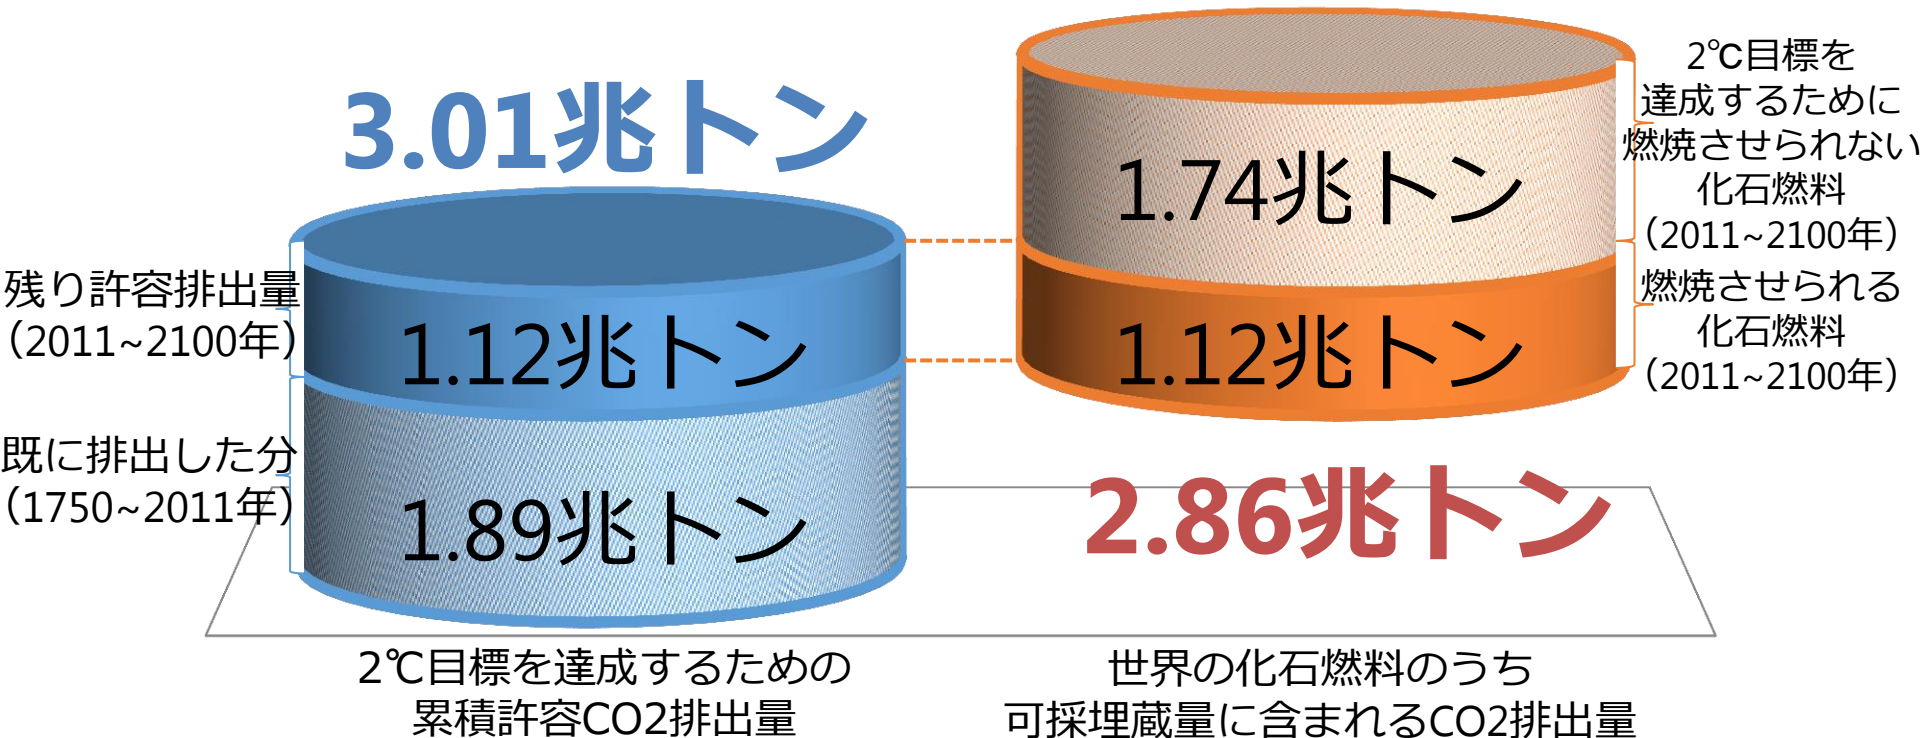 3.01兆トン
残り許容排出量
（2011~2100年）
1.12兆トン
既に排出した分
（1750~2011年）
1.89兆トン
2℃目標を達成するための
累積許容CO2排出量
1.74兆トン
2℃目標を
達成するために
燃焼させられない
化石燃料
（2011~2100年）
1.12兆トン
燃焼させられる
化石燃料
（2011~2100年）
2.86兆トン
世界の化石燃料のうち
可採埋蔵量に含まれるCO2排出量